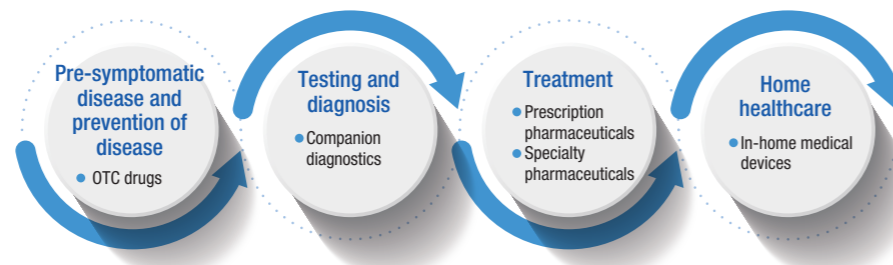 Pre-symptomatic
disease and
prevention of
disease
● OTC drugs
Testing and
diagnosis
● Companion
diagnostics
Treatment
● Prescription
pharmaceuticals
● Specialty
pharmaceuticals
Home
healthcare
● In-home medical
devices